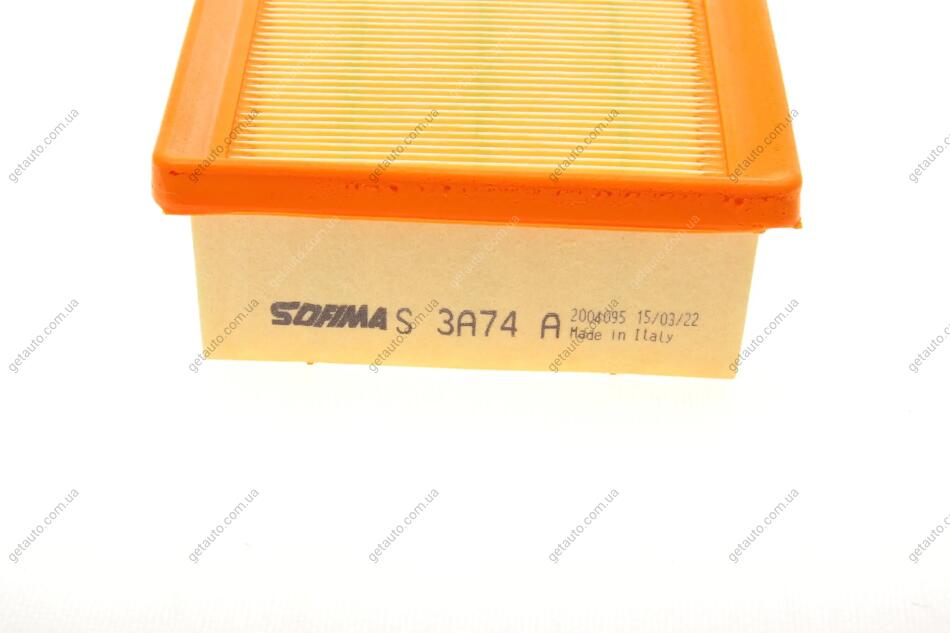 SOFIMA S 3A74 A 2004095 15/03/22
Made in Italy
getauto.com.ua